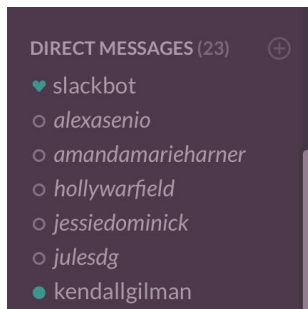 DIRECT MESSAGES (23)
slackbot
alexasenio
amandamarieharner
hollywarfield
jessiedominick
julesdg
kendallgilman